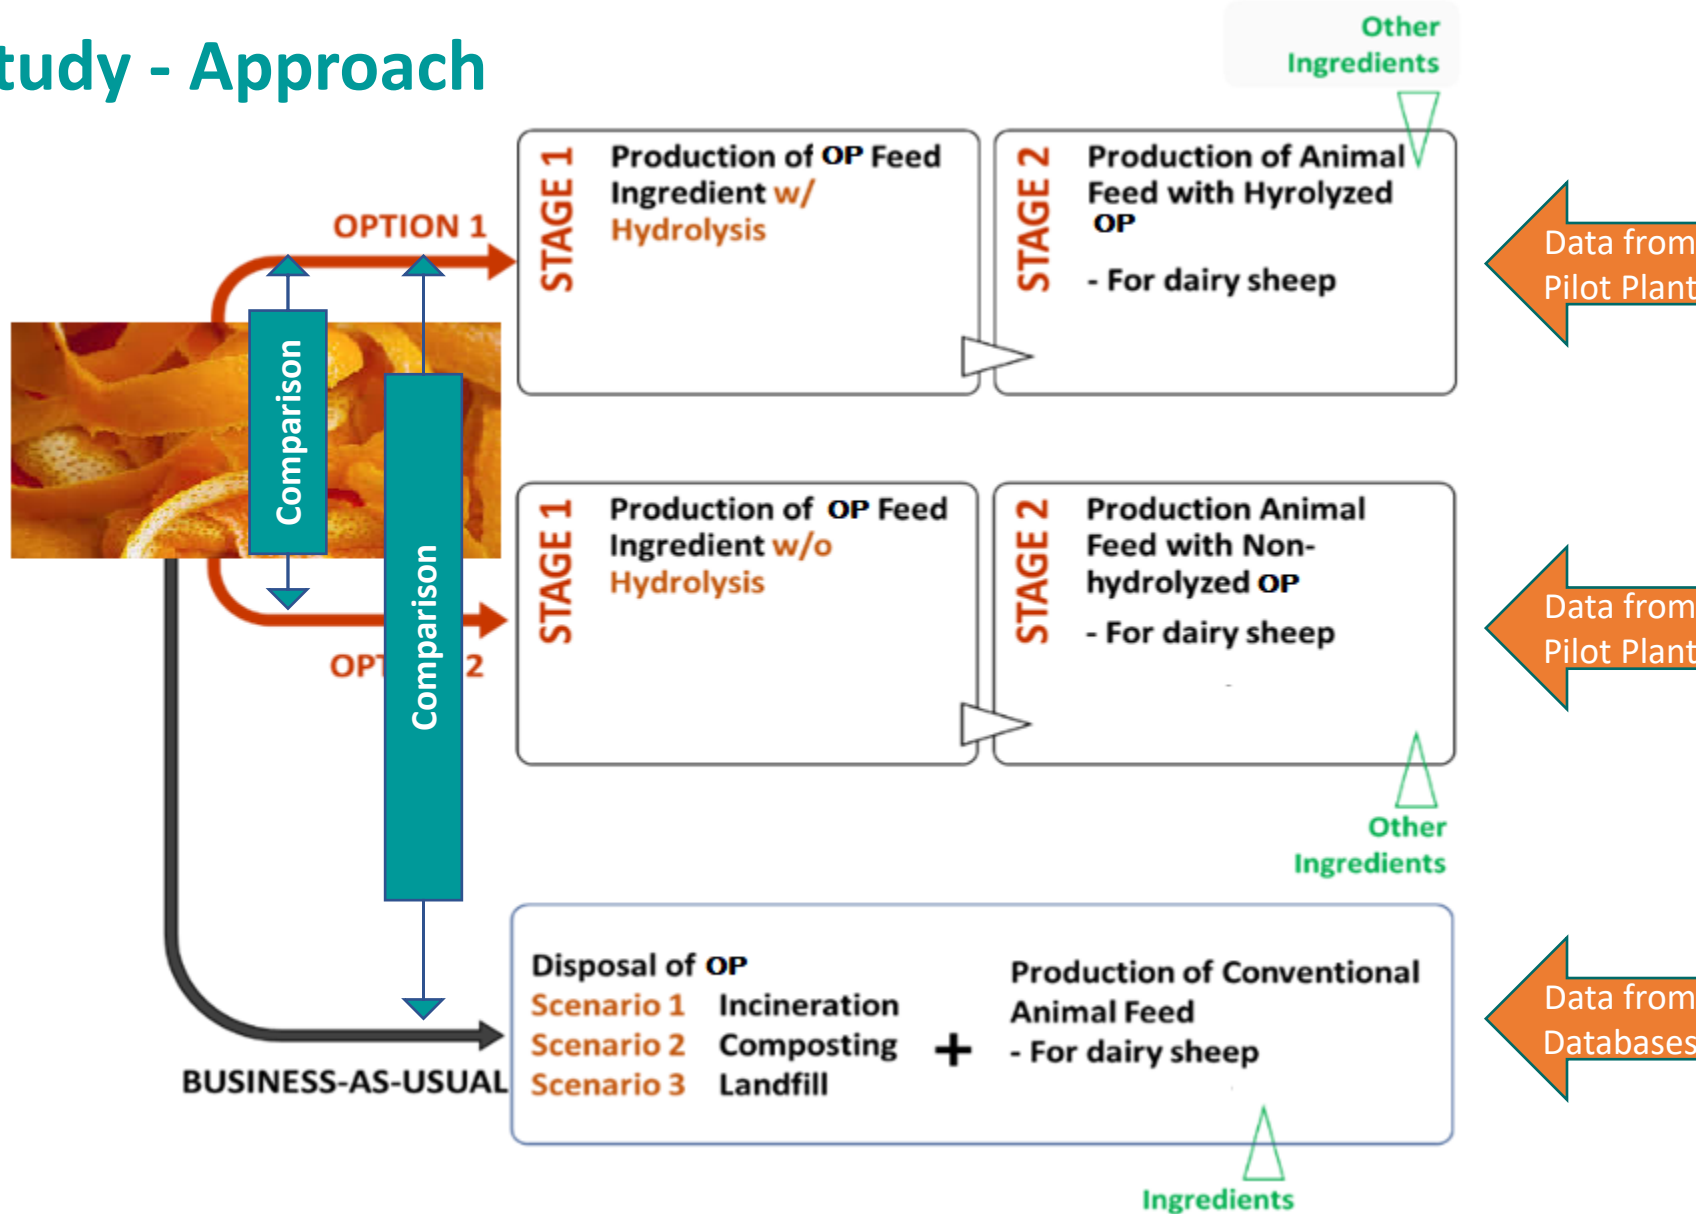 tudy - Approach
Other
Ingredients
OPTION 1
STAGE 1
Production of OP Feed
Ingredient w/
Hydrolysis
STAGE 2
Production of Animal
Feed with Hyrolyzed
OP
- For dairy sheep
Data from
Pilot Plant
Comparison
Comparison
OPT 2
STAGE 1
Production of OP Feed
Ingredient w/o
Hydrolysis
STAGE 2
Production Animal
Feed with Non-
hydrolyzed OP
- For dairy sheep
-
Data from
Pilot Plant
Other
Ingredients
BUSINESS-AS-USUAL
Disposal of OP
Scenario 1 Incineration
Scenario 2 Composting
Scenario 3 Landfill
+
Production of Conventional
Animal Feed
- For dairy sheep
Data from
Databases
Ingredients